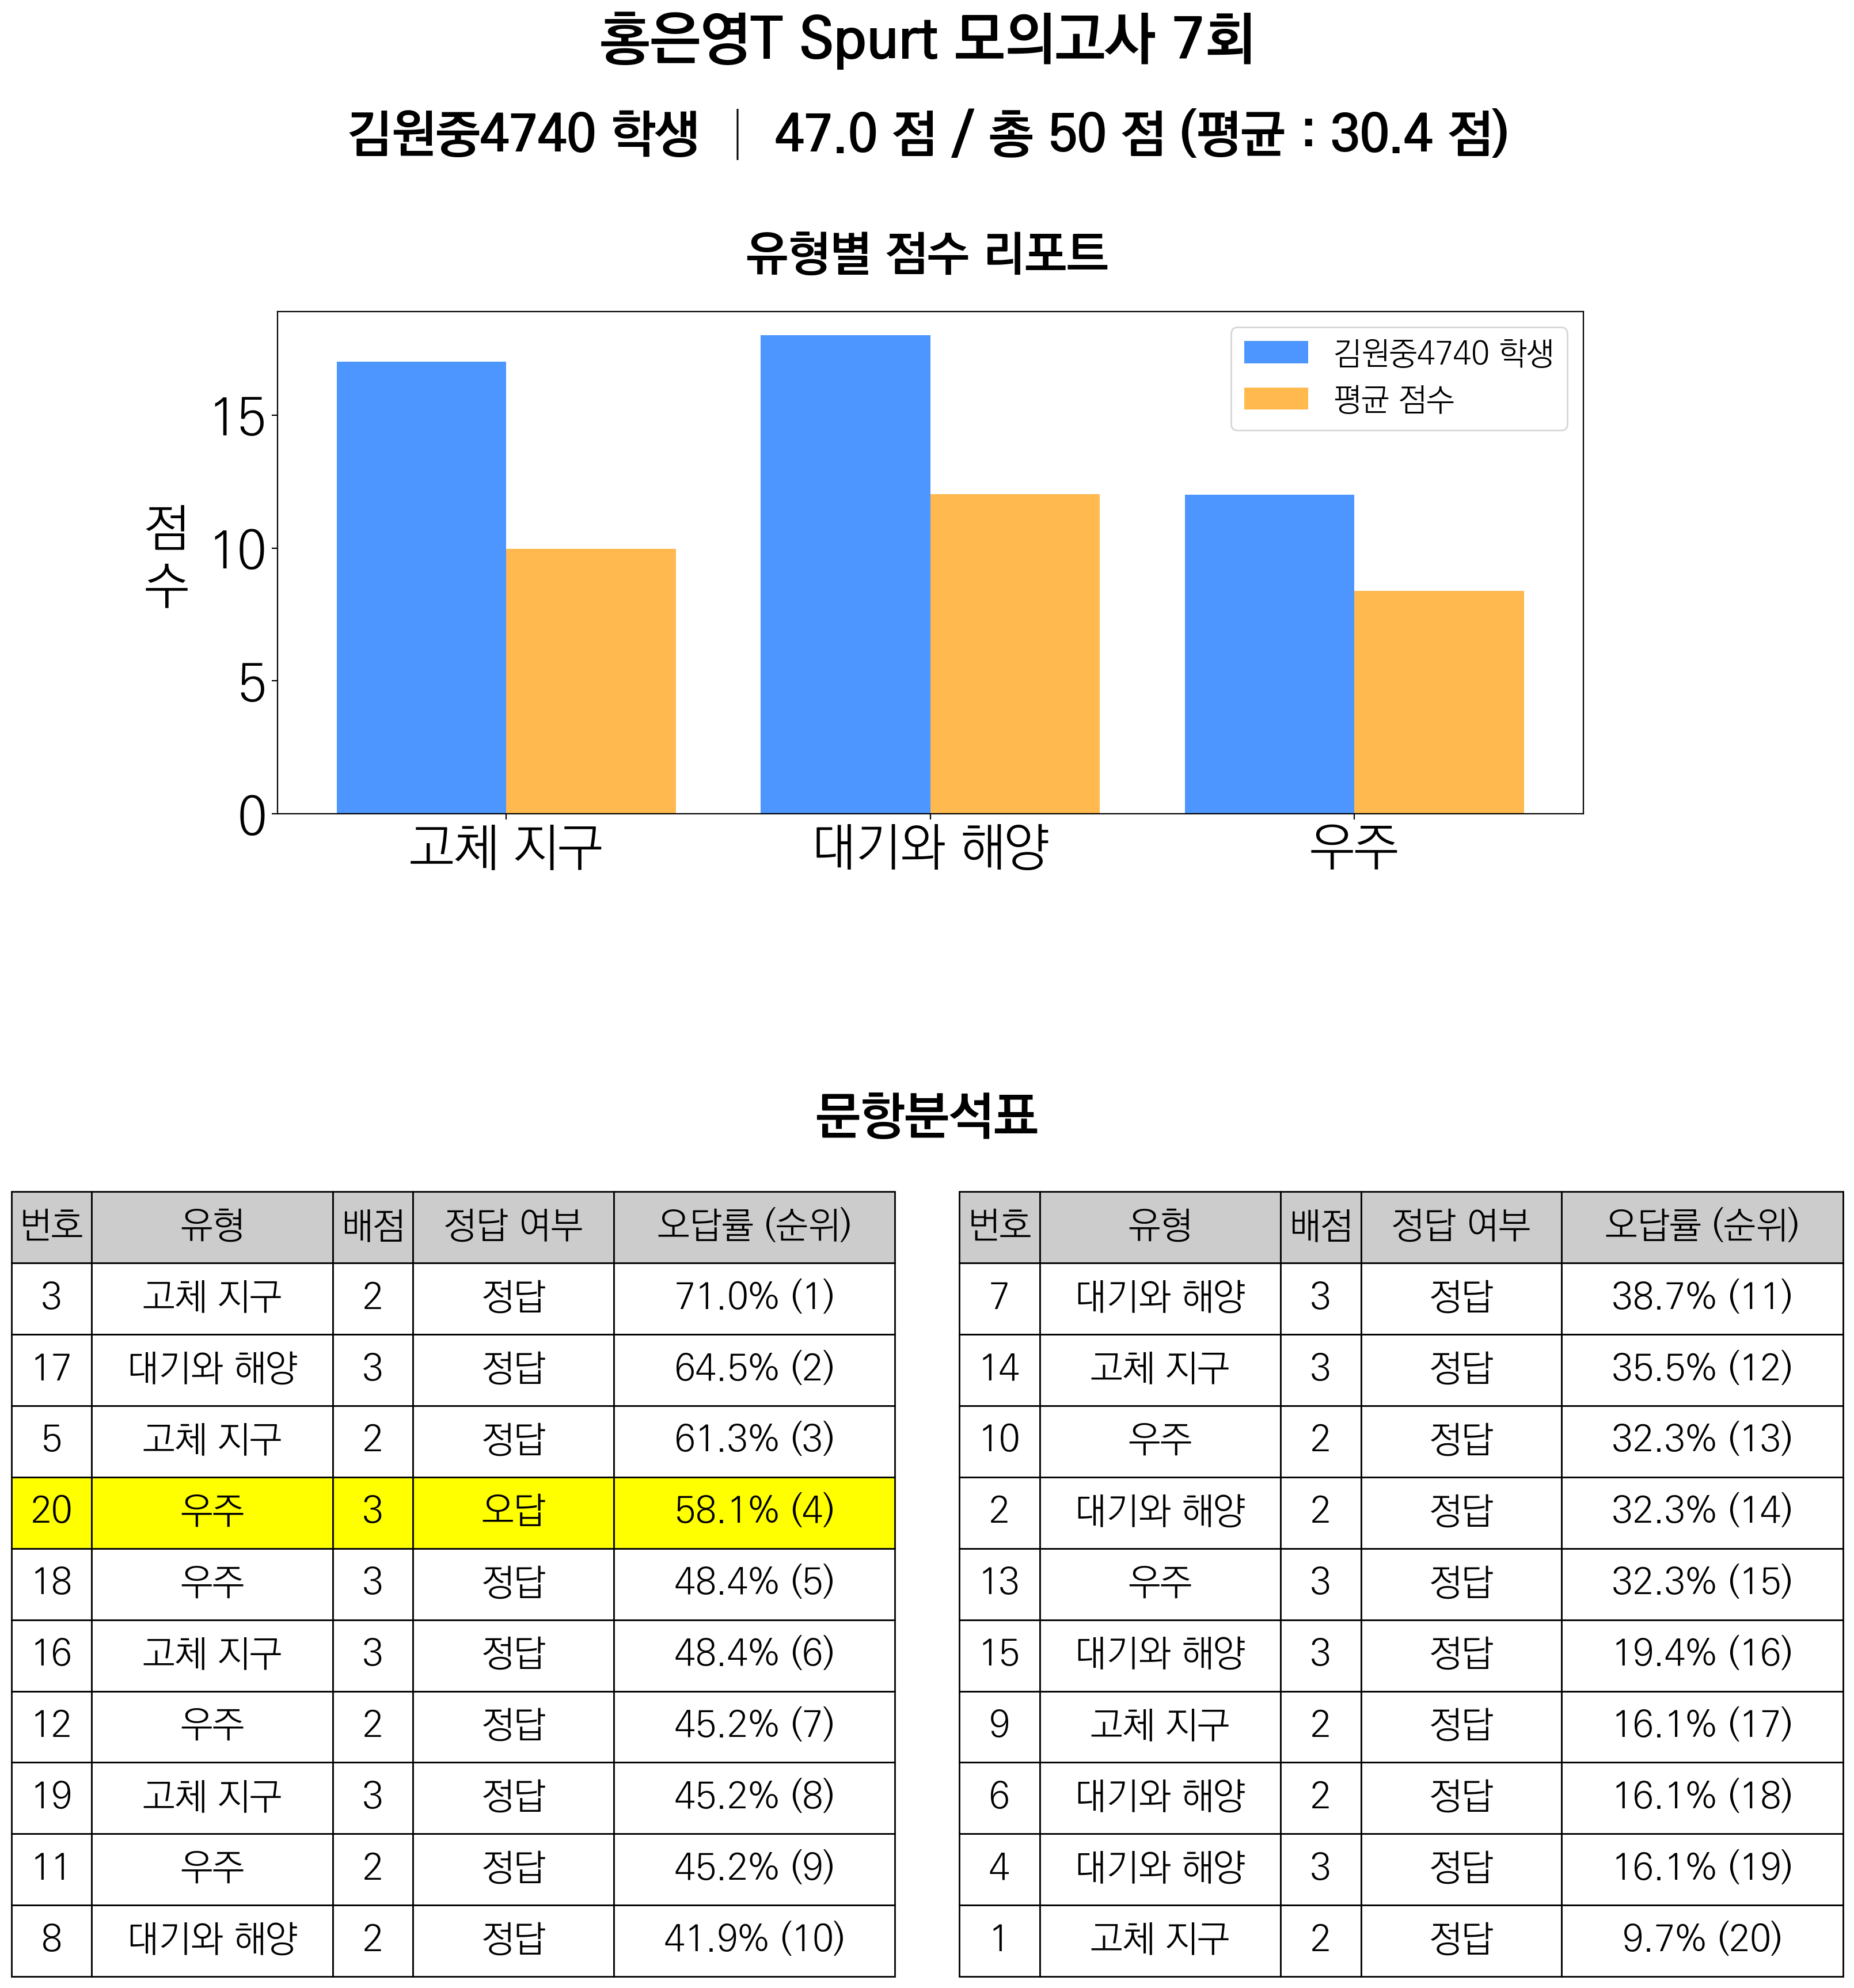 홍은영T Spurt 모의고사 7회
김원중4740 학생 | 47.0 점 / 총 50 점 (평균 : 30.4 점)
유형별 점수 리포트
김원중4740 학생
평균 점수
점
수
15
10
5
0
고체 지구 대기와 해양 우주
문항분석표
번호 유형 배점 정답 여부 오답률 (순위)
3 고체 지구 2 정답 71.0% (1)
17 대기와 해양 3 정답 64.5% (2)
5 고체 지구 2 정답 61.3% (3)
20 우주 3 오답 58.1% (4)
18 우주 3 정답 48.4% (5)
16 고체 지구 3 정답 48.4% (6)
12 우주 2 정답 45.2% (7)
19 고체 지구 3 정답 45.2% (8)
11 우주 2 정답 45.2% (9)
8 대기와 해양 2 정답 41.9% (10)
번호 유형 배점 정답 여부 오답률 (순위)
7 대기와 해양 3 정답 38.7% (11)
14 고체 지구 3 정답 35.5% (12)
10 우주 2 정답 32.3% (13)
2 대기와 해양 2 정답 32.3% (14)
13 우주 3 정답 32.3% (15)
15 대기와 해양 3 정답 19.4% (16)
9 고체 지구 2 정답 16.1% (17)
6 대기와 해양 2 정답 16.1% (18)
4 대기와 해양 3 정답 16.1% (19)
1 고체 지구 2 정답 9.7% (20)